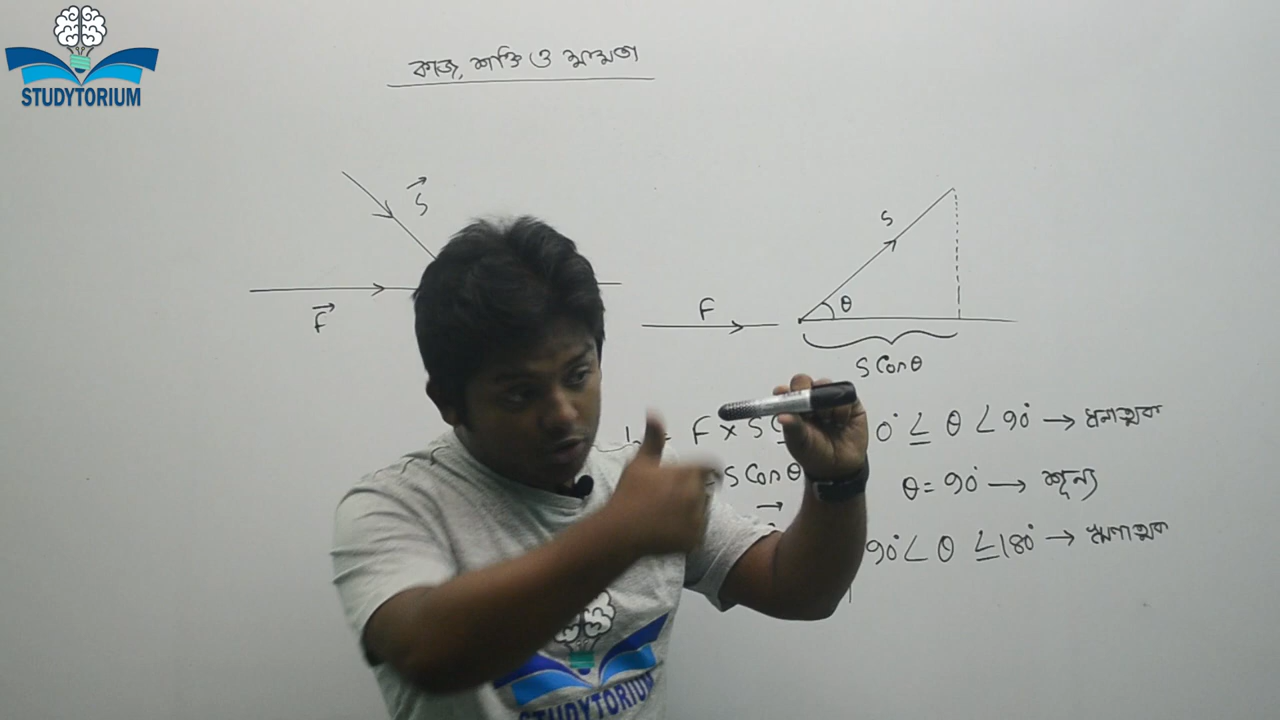 STUDYTORIUM
কাজ, শক্তি ও ক্ষমতা
S
F
S
θ
F
S Cos θ
F × S
0° ≤ θ < 90° → ধনাত্মক
S Cos θ
θ = 90° → শূন্য
90° < θ ≤ 180° → ঋণাত্মক
STUDYTORIUM